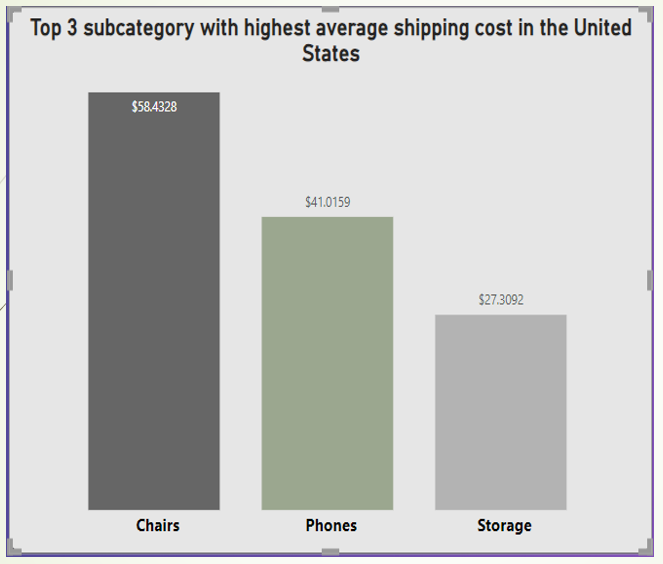 Top 3 subcategory with highest average shipping cost in the United
States
$58.4328
$41.0159
$27.3092
Chairs
Phones
Storage